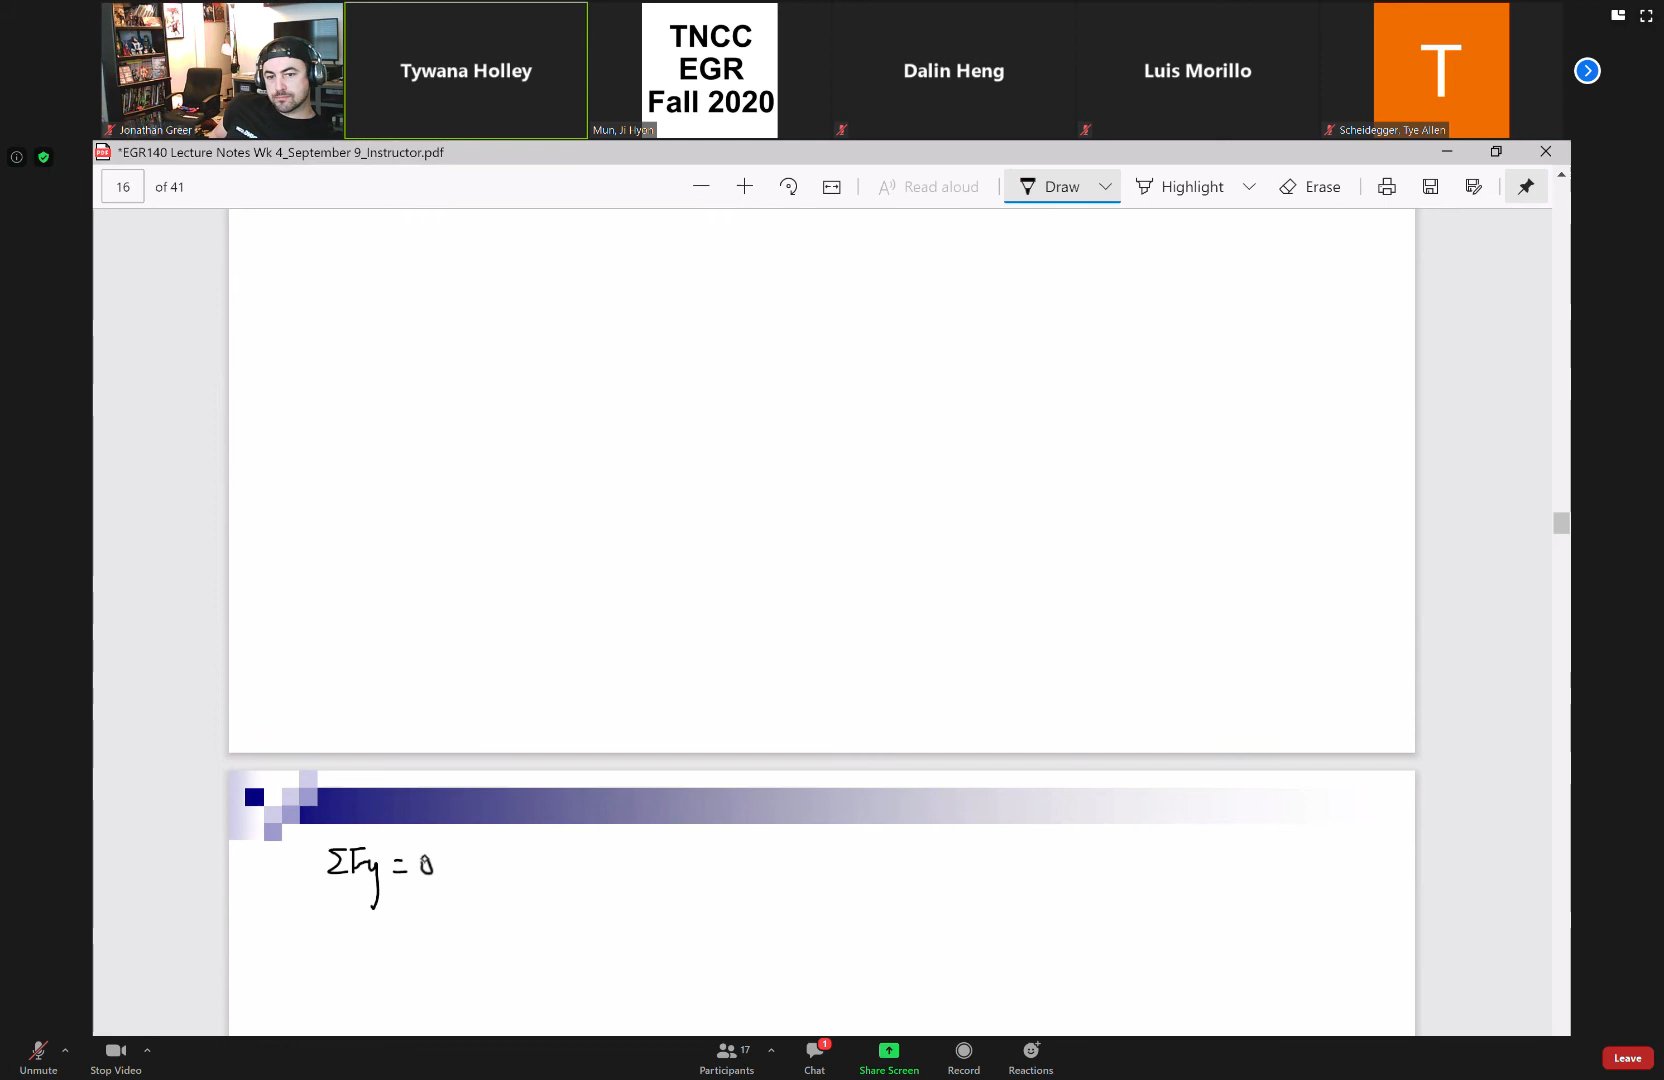 TNCC
EGR
Fall 2020
Tywana Holley
Dalin Heng
Luis Morillo
T
Jonathan Greer
Mun, Ji Hyon
Scheidegger, Tye Allen
*EGR140 Lecture Notes Wk 4_September 9_Instructor.pdf
16 of 41
A Read aloud
Draw
Highlight
Erase
ΣFy = 0
Unmute
Stop Video
17
Participants
1
Chat
Share Screen
Record
Reactions
Leave